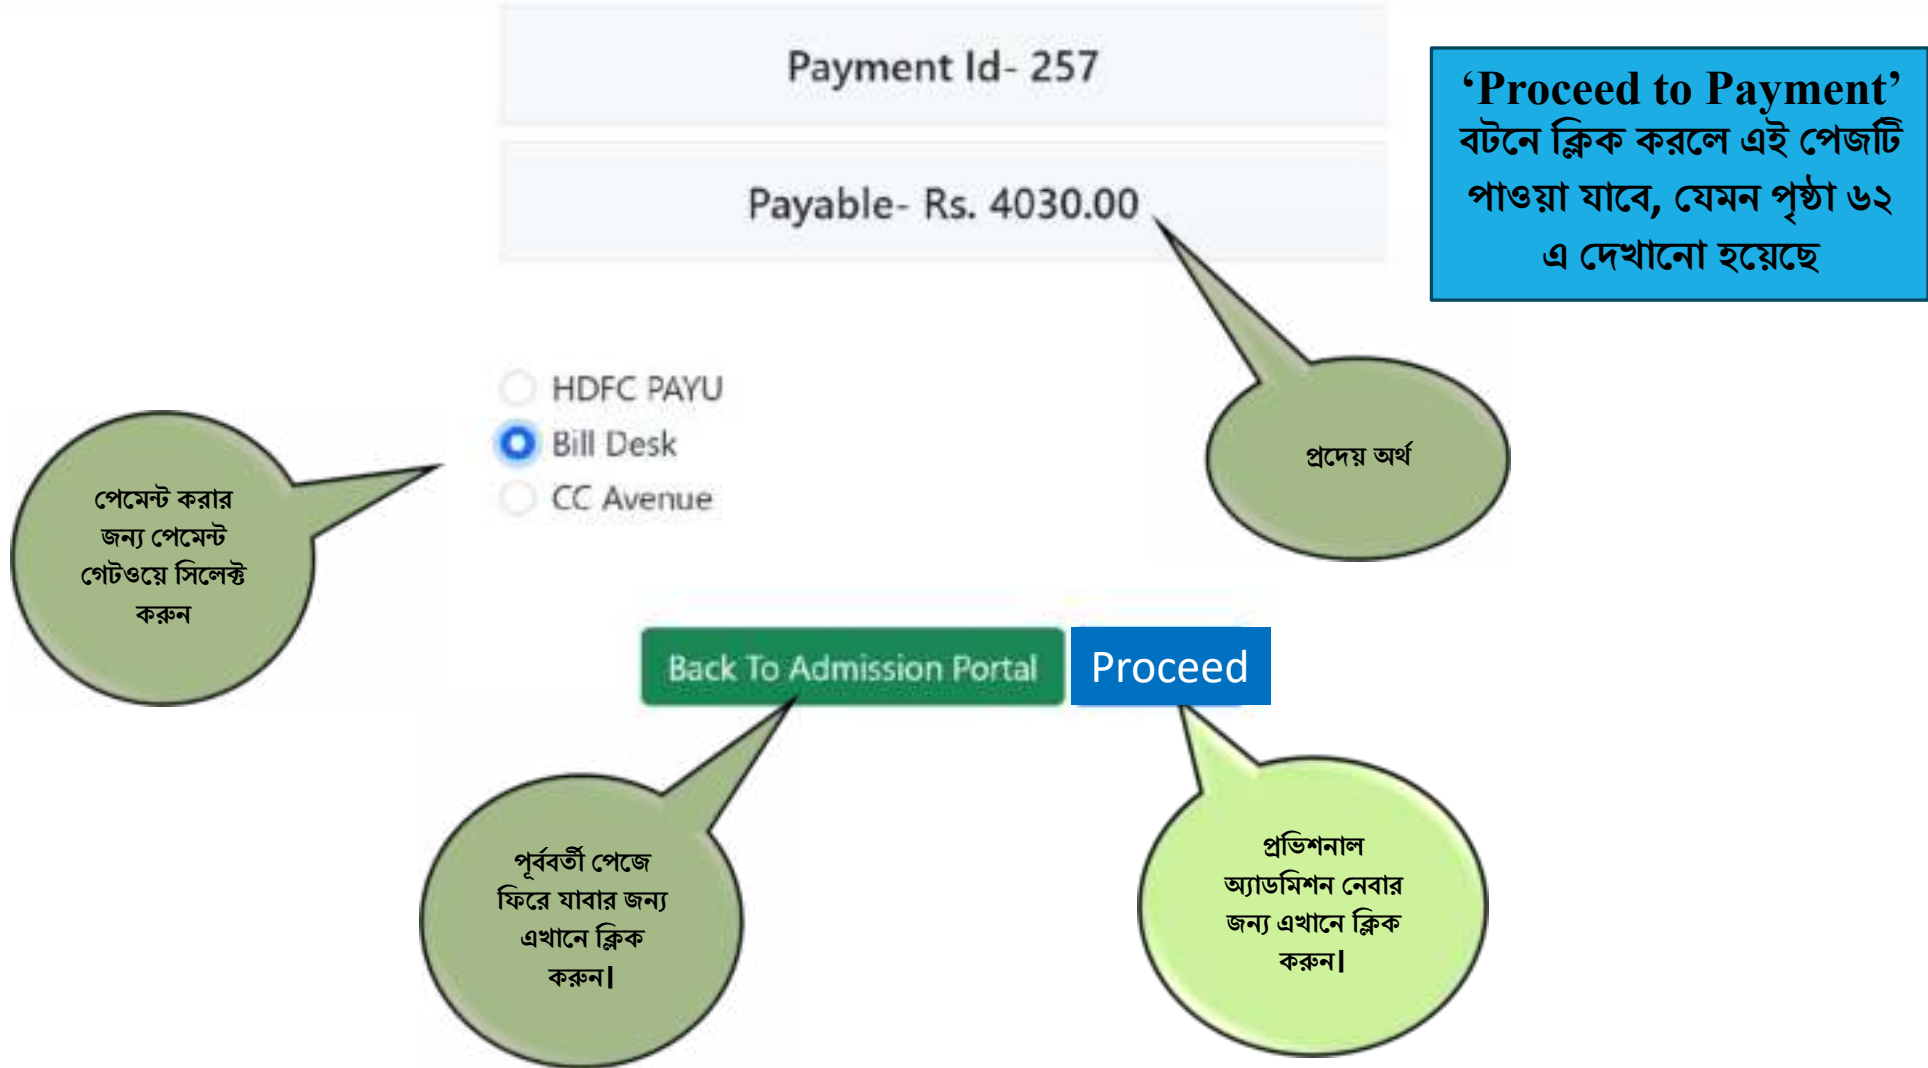 Payment Id- 257
‘Proceed to Payment’
বটনে ক্লিক করলে এই পেজটি
পাওয়া যাবে, যেমন পৃষ্ঠা ৬২
এ দেখানো হয়েছে
Payable- Rs. 4030.00
HDFC PAYU
Bill Desk
CC Avenue
প্রদেয় অর্থ
পেমেন্ট করার
জন্য পেমেন্ট
গেটওয়ে সিলেক্ট
করুন
Back To Admission Portal
Proceed
পূর্ববর্তী পেজে
ফিরে যাবার জন্য
এখানে ক্লিক
করুন।
প্রভিশনাল
অ্যাডমিশন নেবার
জন্য এখানে ক্লিক
করুন।